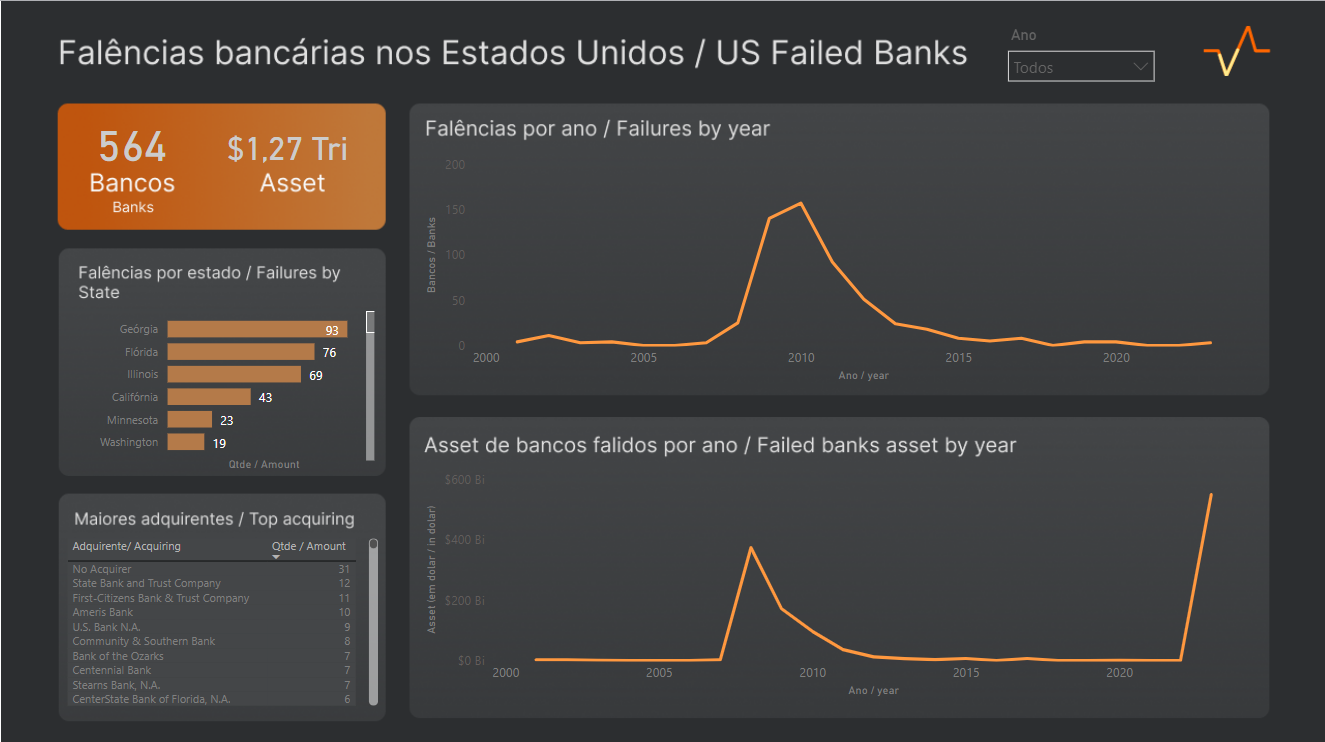 Falências bancárias nos Estados Unidos / US Failed Banks
Ano
Todos
564
Bancos
Banks
$1,27 Tri
Asset
Falências por estado / Failures by
State
Geórgia 93
Flórida 76
Illinois 69
Califórnia 43
Minnesota 23
Washington 19
Qtde / Amount
Maiores adquirentes / Top acquiring
Adquirente/ Acquiring Qtde / Amount
No Acquirer 31
State Bank and Trust Company 12
First-Citizens Bank & Trust Company 11
Ameris Bank 10
U.S. Bank N.A. 9
Community & Southern Bank 8
Bank of the Ozarks 7
Centennial Bank 7
Stearns Bank, N.A. 7
CenterState Bank of Florida, N.A. 6
Falências por ano / Failures by year
Bancos / Banks
200
150
100
50
0
2000 2005 2010 2015 2020
Ano / year
Asset de bancos falidos por ano / Failed banks asset by year
Asset (em dolar / in dolar)
$600 Bi
$400 Bi
$200 Bi
$0 Bi
2000 2005 2010 2015 2020
Ano / year